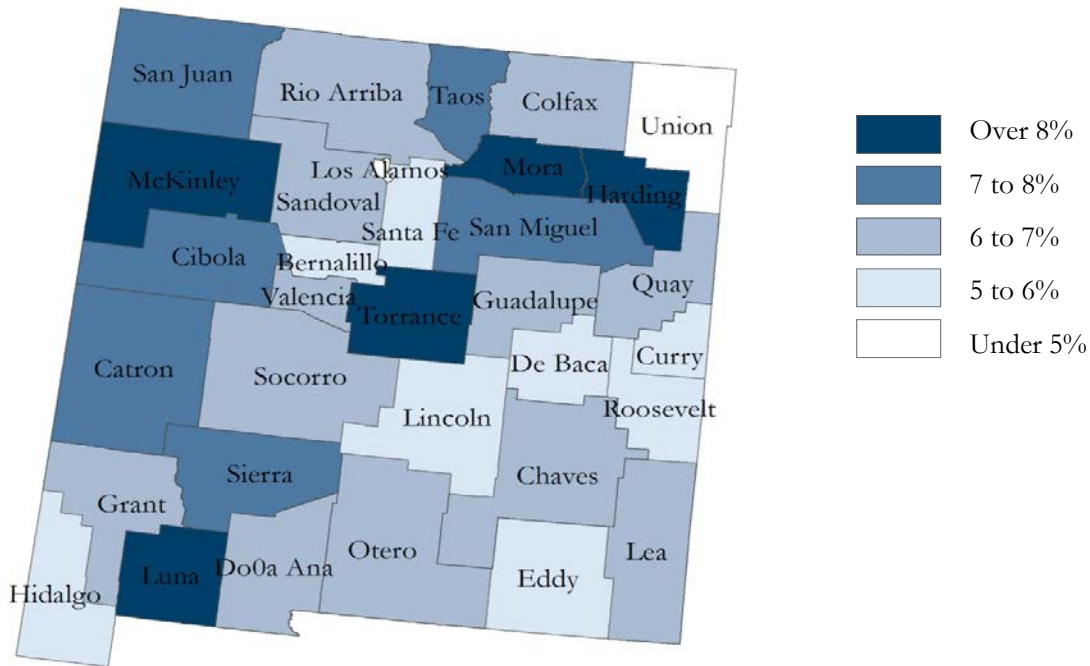 San Juan
Rio Arriba
Taos
Colfax
Union
McKinley
Los Alamos
Mora
Harding
Sandoval
Santa Fe
San Miguel
Cibola
Bernalillo
Quay
Valencia
Torrance
Guadalupe
Catron
Socorro
De Baca
Curry
Lincoln
Roosevelt
Sierra
Chaves
Grant
Otero
Lea
Luna
Do0a Ana
Eddy
Hidalgo
Over 8%
7 to 8%
6 to 7%
5 to 6%
Under 5%